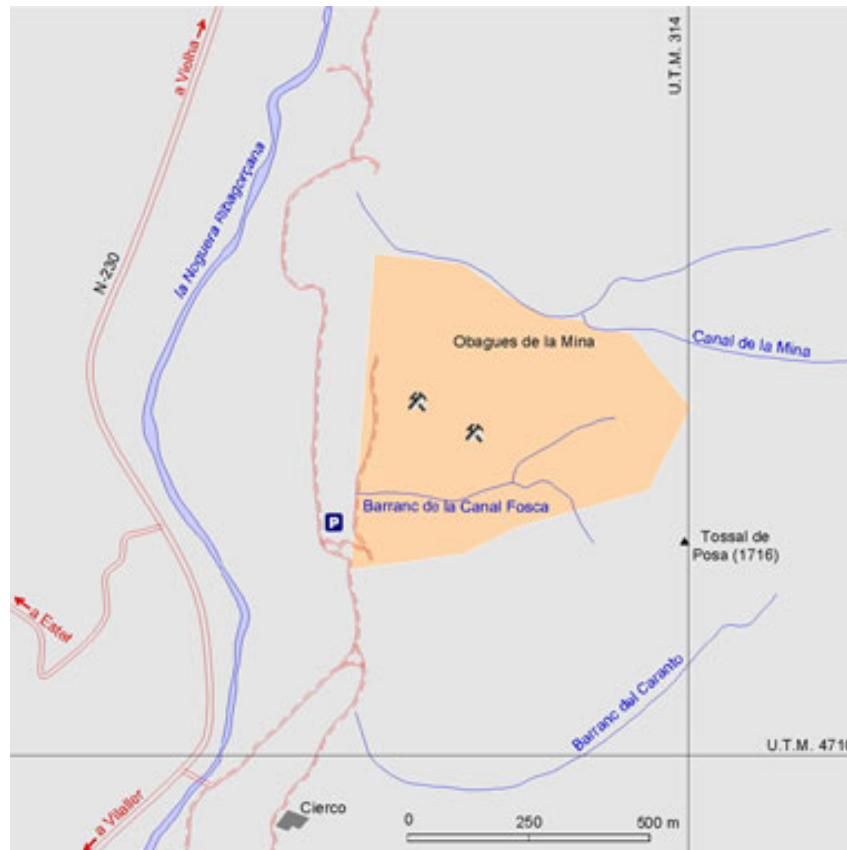 a Vielha
U.T.M. 314
la Noguera Ribagorçana
N-230
Obagues de la Mina
Canal de la Mina
Barranc de la Canal Fosca
P
Tossal de
Posa (1716)
a Estet
Barranc del Caranto
U.T.M. 4710
a Vilaller
Cierco
0 250 500 m